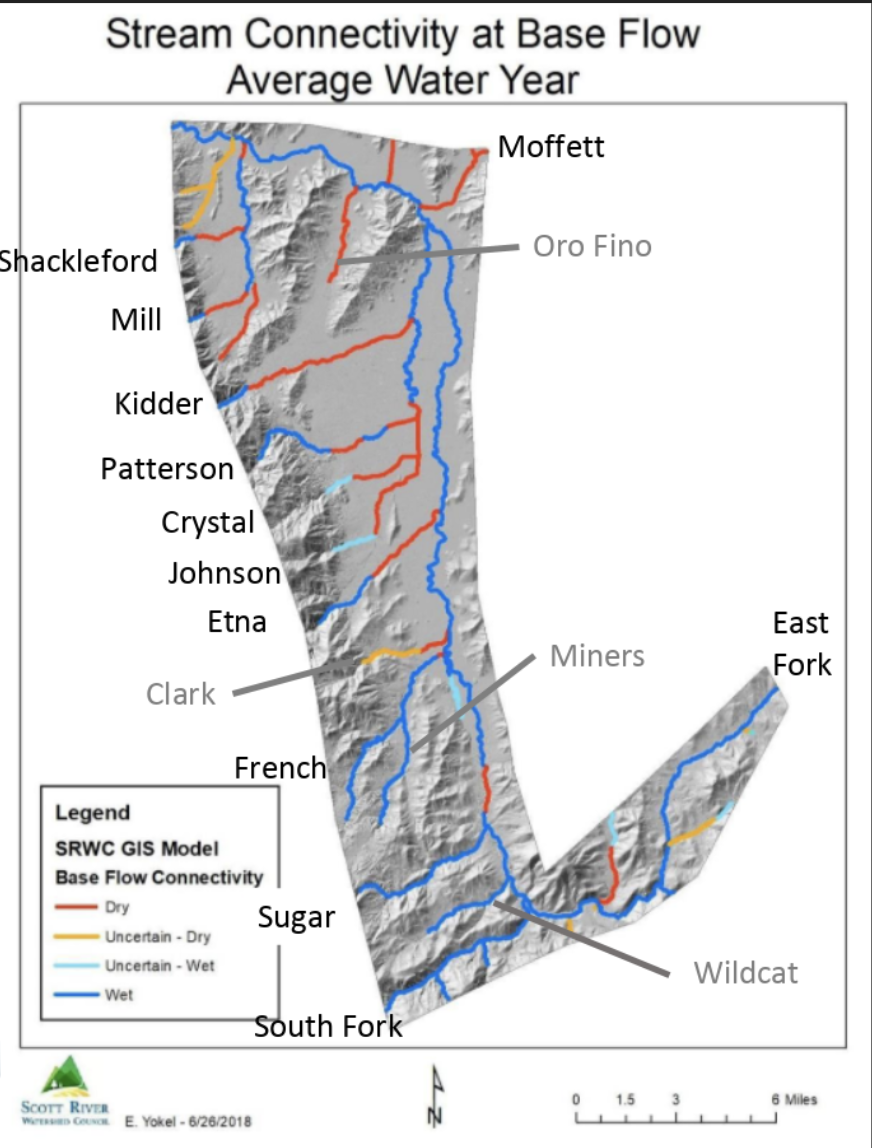 Stream Connectivity at Base Flow
Average Water Year
Moffett
Oro Fino
Shackleford
Mill
Kidder
Patterson
Crystal
Johnson
Etna
East
Fork
Miners
Clark
French
Legend
SRWC GIS Model
Base Flow Connectivity
Dry
Uncertain - Dry
Uncertain - Wet
Wet
Sugar
Wildcat
South Fork
SCOTT RIVER
WATERSHED COUNCIL
E. Yokel - 6/26/2018
N
0 1.5 3 6 Miles